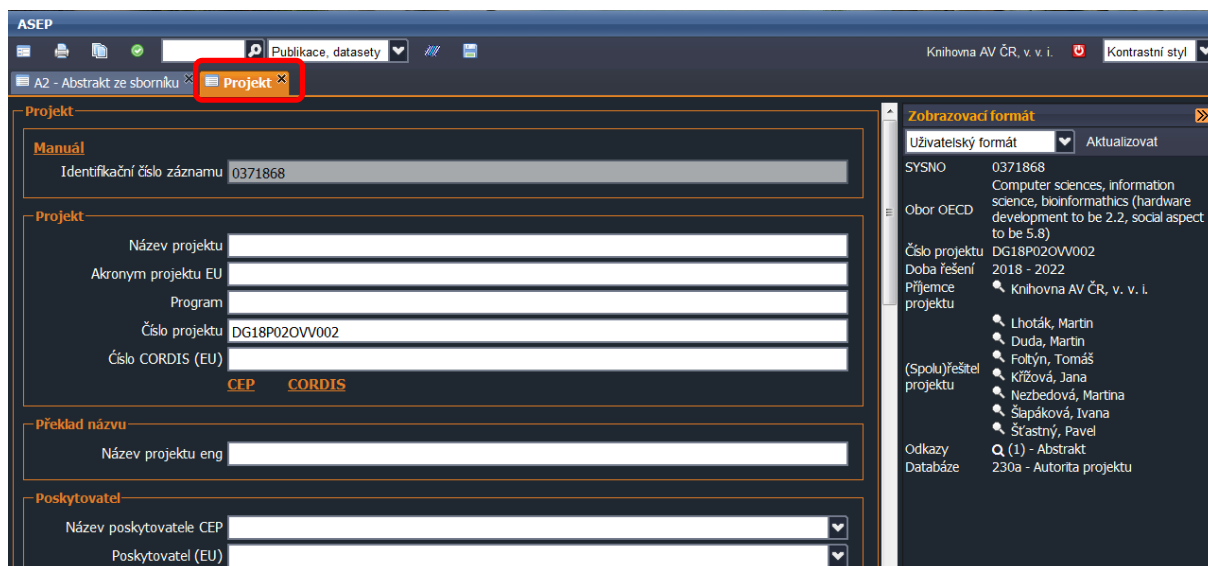 ASEP
Publikace, datasety
Knihovna AV ČR, v. v. i.
Kontrastní styl
A2 - Abstrakt ze sborníku
Projekt
Projekt
Manuál
Identifikační číslo záznamu 0371868
Projekt
Název projektu
Akronym projektu EU
Program
Číslo projektu DG18P02OVV002
Číslo CORDIS (EU)
CEP CORDIS
Překlad názvu
Název projektu eng
Poskytovatel
Název poskytovatele CEP
Poskytovatel (EU)
Zobrazovací formát
Uživatelský formát Aktualizovat
SYSNO 0371868
Obor OECD Computer sciences, information
science, bioinformathics (hardware
development to be 2.2, social aspect
to be 5.8)
Číslo projektu DG18P02OVV002
Doba řešení 2018 - 2022
Příjemce
projektu Knihovna AV ČR, v. v. i.
(Spolu)řešitel
projektu Lhoták, Martin
Duda, Martin
Foltýn, Tomáš
Křížová, Jana
Nezbedová, Martina
Šlapáková, Ivana
Šťastný, Pavel
Odkazy (1) - Abstrakt
Databáze 230a - Autorita projektu